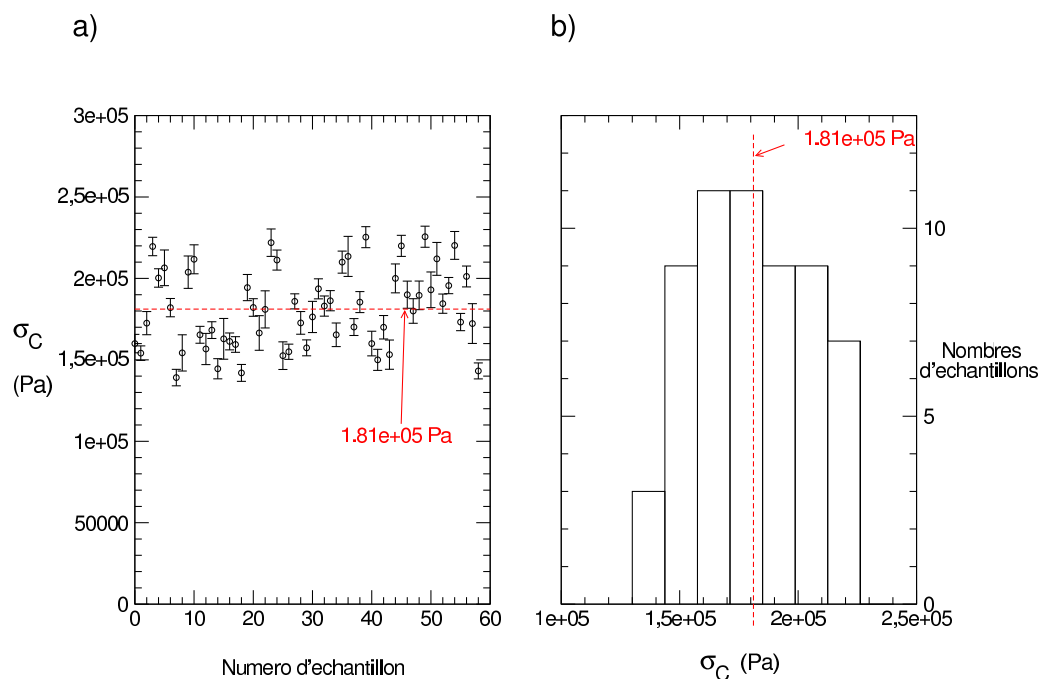 a)
3e+05
2,5e+05
2e+05
1,5e+05
1e+05
50000
0
σC
(Pa)
1.81e+05 Pa
0 10 20 30 40 50 60
Numero d'echantillon
b)
1.81e+05 Pa
10
5
0
Nombres
d'echantillons
1e+05 1,5e+05 2e+05 2,5e+05
σC (Pa)